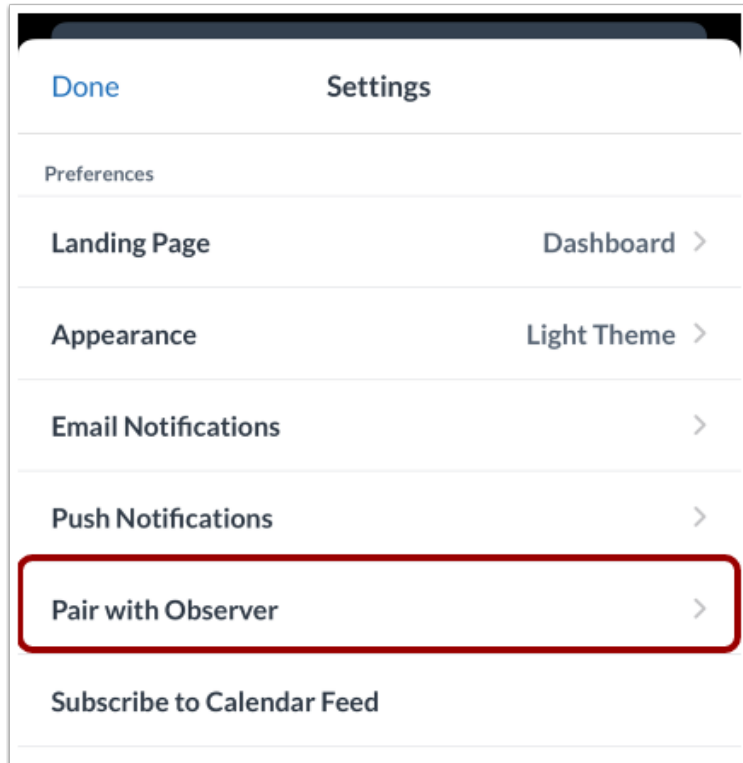 Done Settings
Preferences
Landing Page Dashboard
Appearance Light Theme
Email Notifications
Push Notifications
Pair with Observer
Subscribe to Calendar Feed